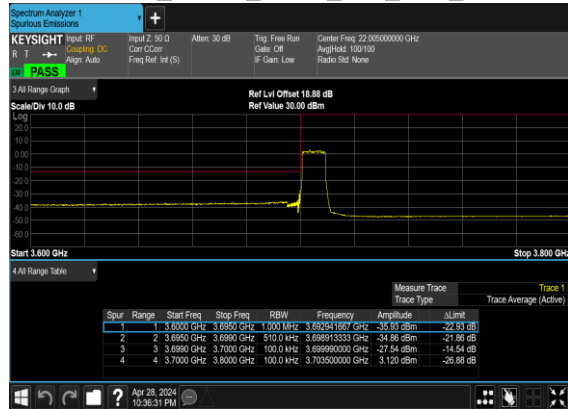 Spectrum Analyzer 1
Spurious Emissions
+
KEYSIGHT Input: RF Input Z: 50 Ω Atten: 30 dB Trig: Free Run Center Freq: 22.005000000 GHz
R T Coupling: DC Corr CCorr Gate: Off Avg|Hold: 100/100
Align: Auto Freq Ref: Int (S) IF Gain: Low Radio Std: None
PASS
3 All Range Graph
Ref Lvl Offset 18.88 dB
Scale/Div 10.0 dB Ref Value 30.00 dBm
Log
20.0
10.0
0.00
-10.0
-20.0
-30.0
-40.0
-50.0
-60.0
Start 3.600 GHz Stop 3.800 GHz
4 All Range Table
Measure Trace Trace 1
Trace Type Trace Average (Active)
Spur Range Start Freq Stop Freq RBW Frequency Amplitude ΔLimit
1 1 3.6000 GHz 3.6950 GHz 1.000 MHz 3.692941667 GHz -35.93 dBm -22.93 dB
2 2 3.6950 GHz 3.6990 GHz 510.0 kHz 3.698913333 GHz -34.86 dBm -21.86 dB
3 3 3.6990 GHz 3.7000 GHz 100.0 kHz 3.699990000 GHz -27.54 dBm -14.54 dB
4 4 3.7000 GHz 3.8000 GHz 100.0 kHz 3.703500000 GHz 3.120 dBm -26.88 dB
? Apr 28, 2024
10:36:31 PM